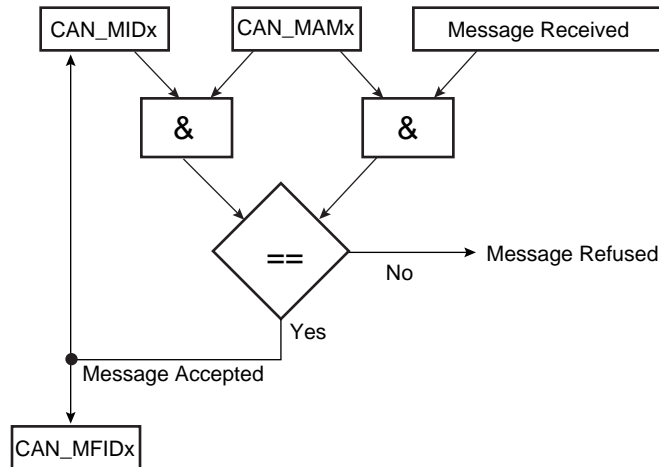 CAN_MIDx
CAN_MAMx
Message Received
&
&
==
No
Message Refused
Yes
Message Accepted
CAN_MFIDx